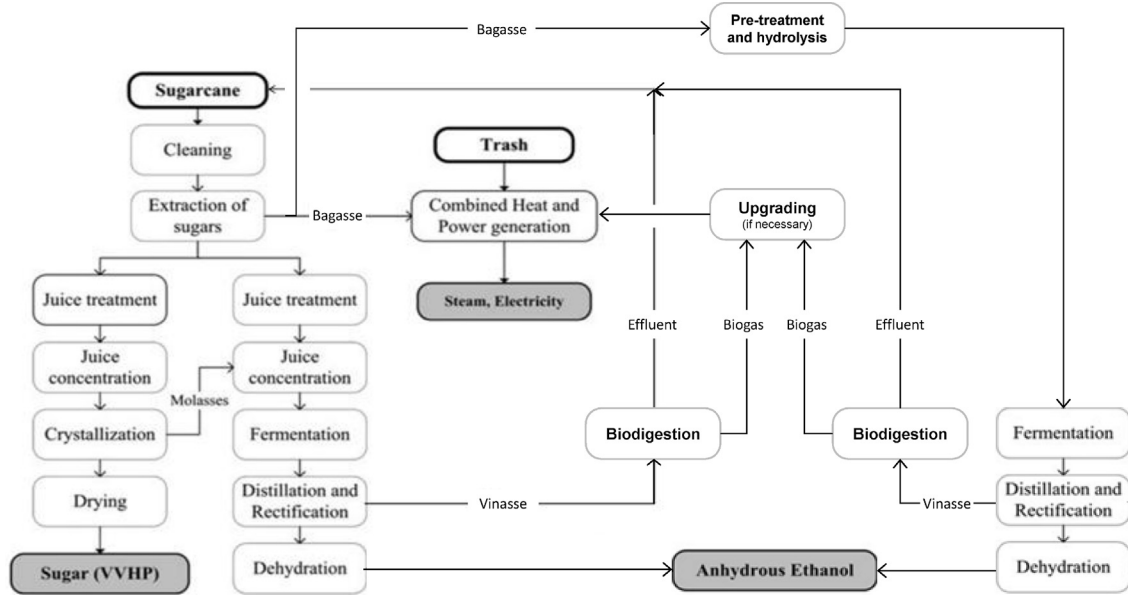 Bagasse
Pre-treatment
and hydrolysis
Sugarcane
Cleaning
Trash
Extraction of
sugars
Bagasse
Combined Heat and
Power generation
Upgrading
(if necessary)
Juice treatment
Juice treatment
Steam, Electricity
Effluent
Biogas
Biogas
Effluent
Juice
concentration
Juice
concentration
Molasses
Crystallization
Fermentation
Biodigestion
Biodigestion
Fermentation
Drying
Distillation and
Rectification
Vinasse
Vinasse
Distillation and
Rectification
Sugar (VVHP)
Dehydration
Anhydrous Ethanol
Dehydration